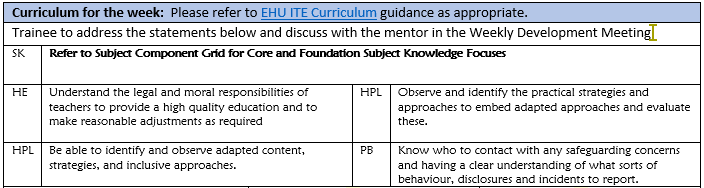 Curriculum for the week: Please refer to EHU ITE Curriculum guidance as appropriate.
Trainee to address the statements below and discuss with the mentor in the Weekly Development Meeting
SK Refer to Subject Component Grid for Core and Foundation Subject Knowledge Focuses
HE Understand the legal and moral responsibilities of
teachers to provide a high quality education and to
make reasonable adjustments as required
HPL Observe and identify the practical strategies and
approaches to embed adapted approaches and evaluate
these.
HPL Be able to identify and observe adapted content,
strategies, and inclusive approaches.
PB Know who to contact with any safeguarding concerns
and having a clear understanding of what sorts of
behaviour, disclosures and incidents to report.